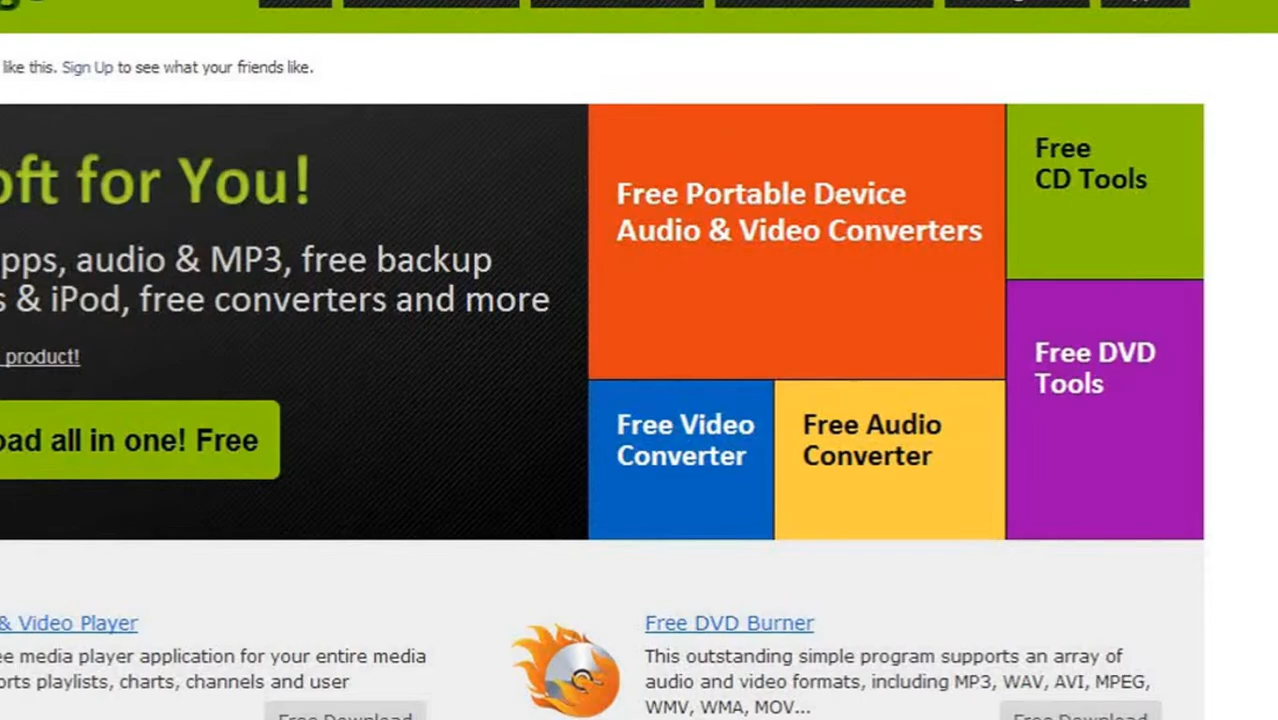 like this. Sign Up to see what your friends like.
oft for You!
pps, audio & MP3, free backup
s & iPod, free converters and more
product!
oad all in one! Free
Free Portable Device
Audio & Video Converters
Free
CD Tools
Free DVD
Tools
Free Video
Converter
Free Audio
Converter
& Video Player
ee media player application for your entire media
orts playlists, charts, channels and user
Free Download
Free DVD Burner
This outstanding simple program supports an array of
audio and video formats, including MP3, WAV, AVI, MPEG,
WMV, WMA, MOV...
Free Download